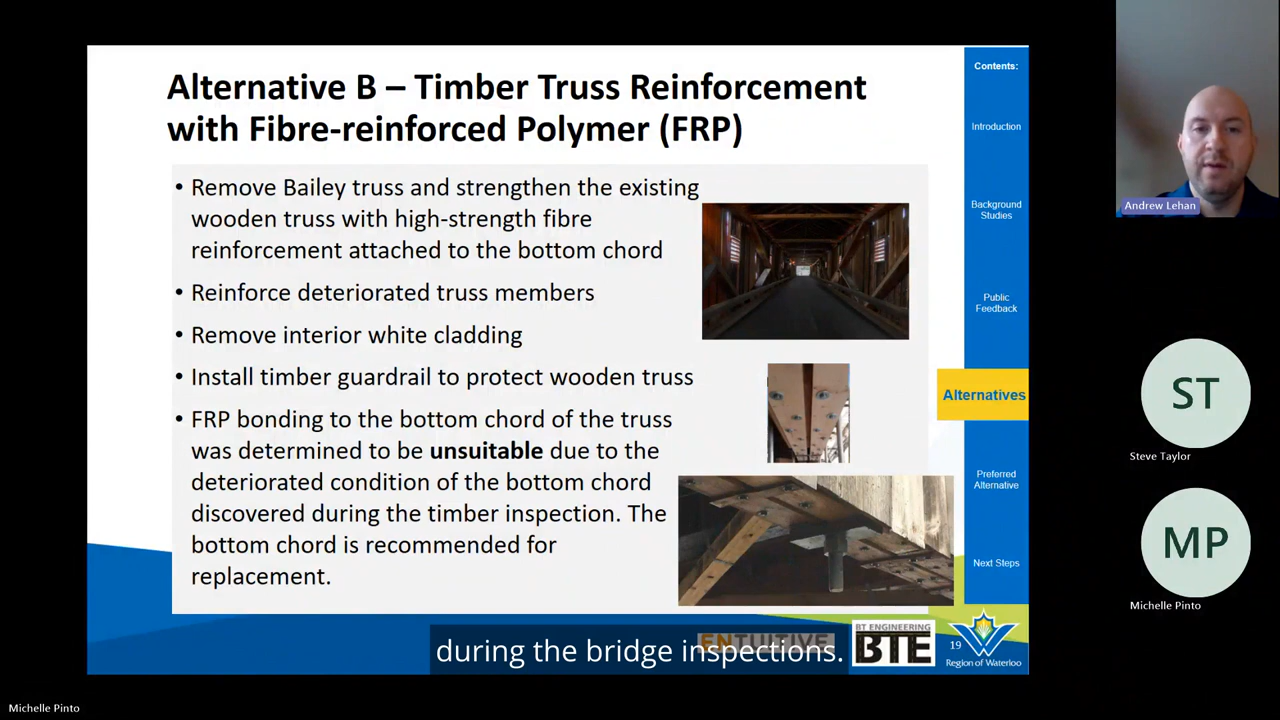 Alternative B – Timber Truss Reinforcement
with Fibre-reinforced Polymer (FRP)
• Remove Bailey truss and strengthen the existing
wooden truss with high-strength fibre
reinforcement attached to the bottom chord
• Reinforce deteriorated truss members
• Remove interior white cladding
• Install timber guardrail to protect wooden truss
• FRP bonding to the bottom chord of the truss
was determined to be unsuitable due to the
deteriorated condition of the bottom chord
discovered during the timber inspection. The
bottom chord is recommended for
replacement.
Contents:
Introduction
Background
Studies
Public
Feedback
Alternatives
Preferred
Alternative
Next Steps
ENTUITIVE
BT ENGINEERING
BTE
19
Region of Waterloo
during the bridge inspections.
Andrew Lehan
ST
Steve Taylor
MP
Michelle Pinto
Michelle Pinto